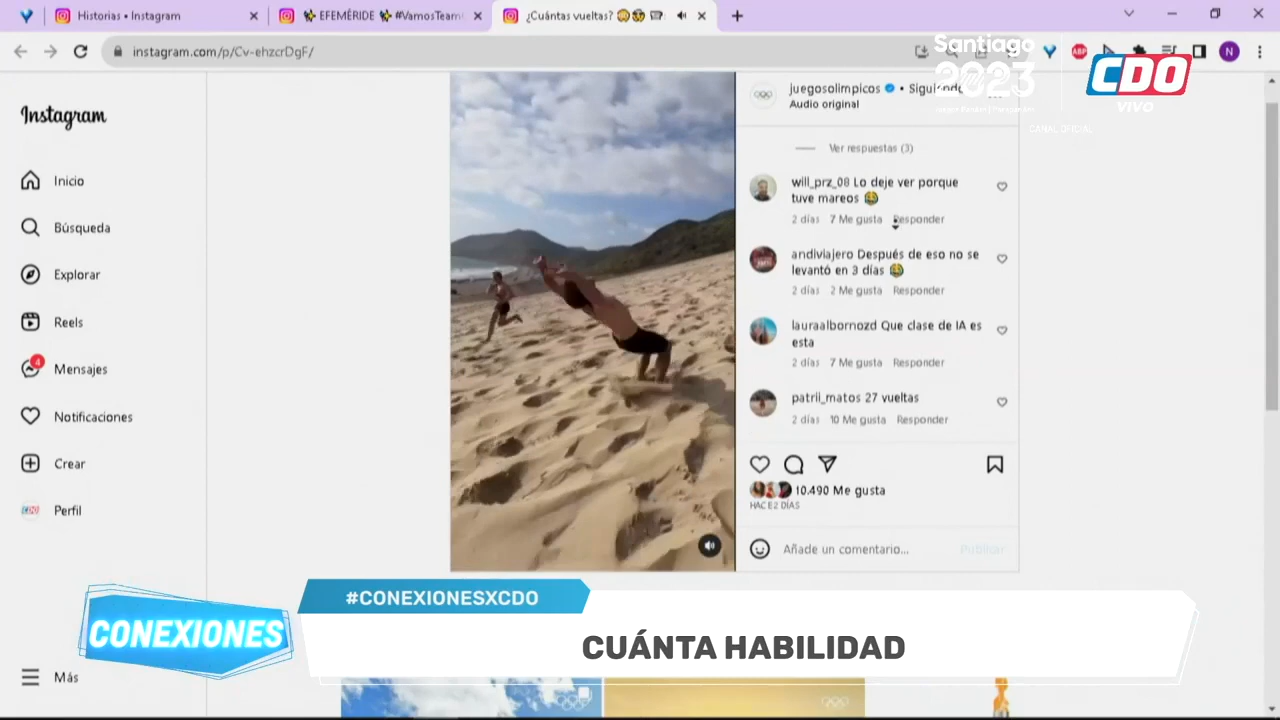 Historias • Instagram
EFEMÉRIDE #VamosTeam
¿Cuántas vueltas?
instagram.com/p/Cv-ehzcrDgF/
ABP
N
Santiago
2023
CDO
VIVO
CANAL OFICIAL
Instagram
Inicio
Búsqueda
Explorar
Reels
4
Mensajes
Notificaciones
Crear
CDO
Perfil
Más
juegosolimpicos • Siguiendo
Audio original
Ver respuestas (3)
will_prz_08 Lo deje ver porque
tuve mareos 😂
2 días 7 Me gusta Responder
andiviajero Después de eso no se
levantó en 3 días 😂
2 días 2 Me gusta Responder
lauraalbornozd Que clase de IA es
esta
2 días 7 Me gusta Responder
patrii_matos 27 vueltas
2 días 10 Me gusta Responder
10.490 Me gusta
HACE 2 DÍAS
Añade un comentario...
Publicar
#CONEXIONESXCDO
CONEXIONES
CUÁNTA HABILIDAD